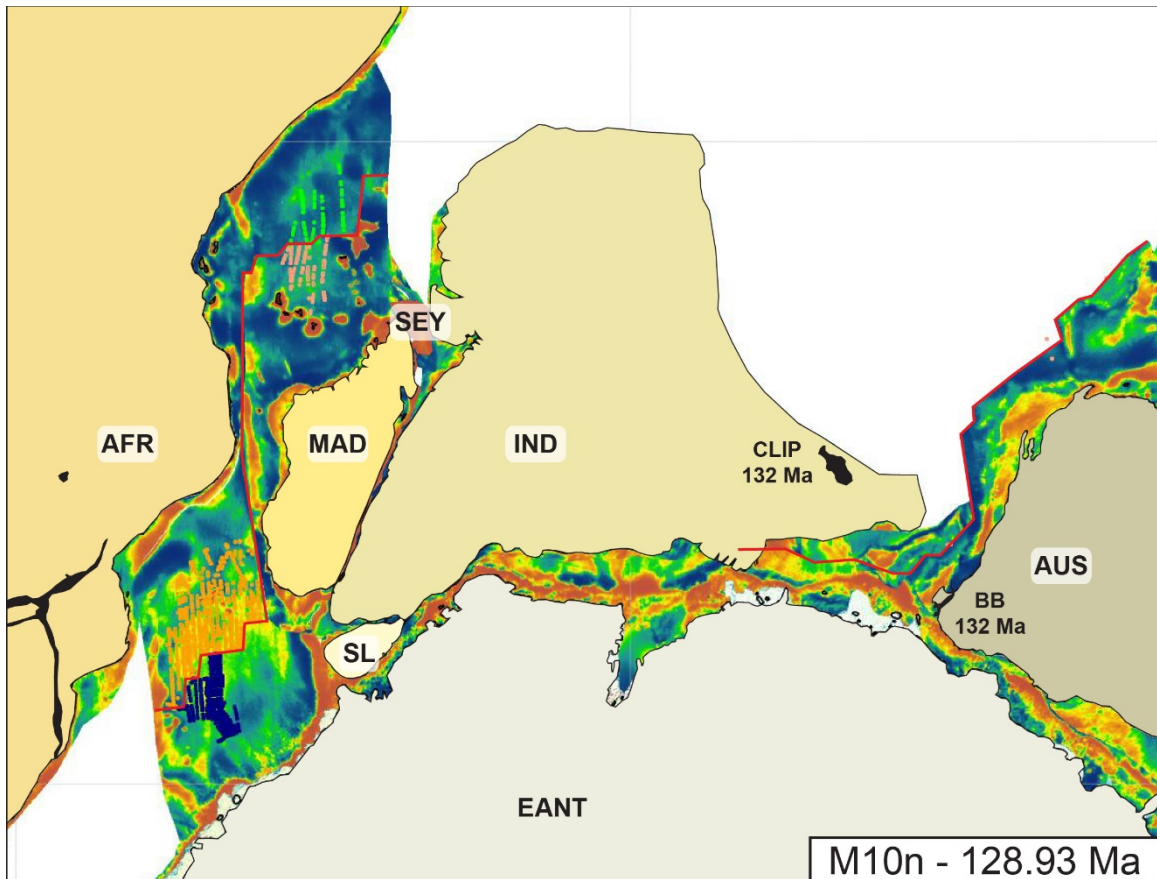 SEY
AFR
MAD
IND
CLIP
132 Ma
AUS
BB
132 Ma
SL
EANT
M10n - 128.93 Ma